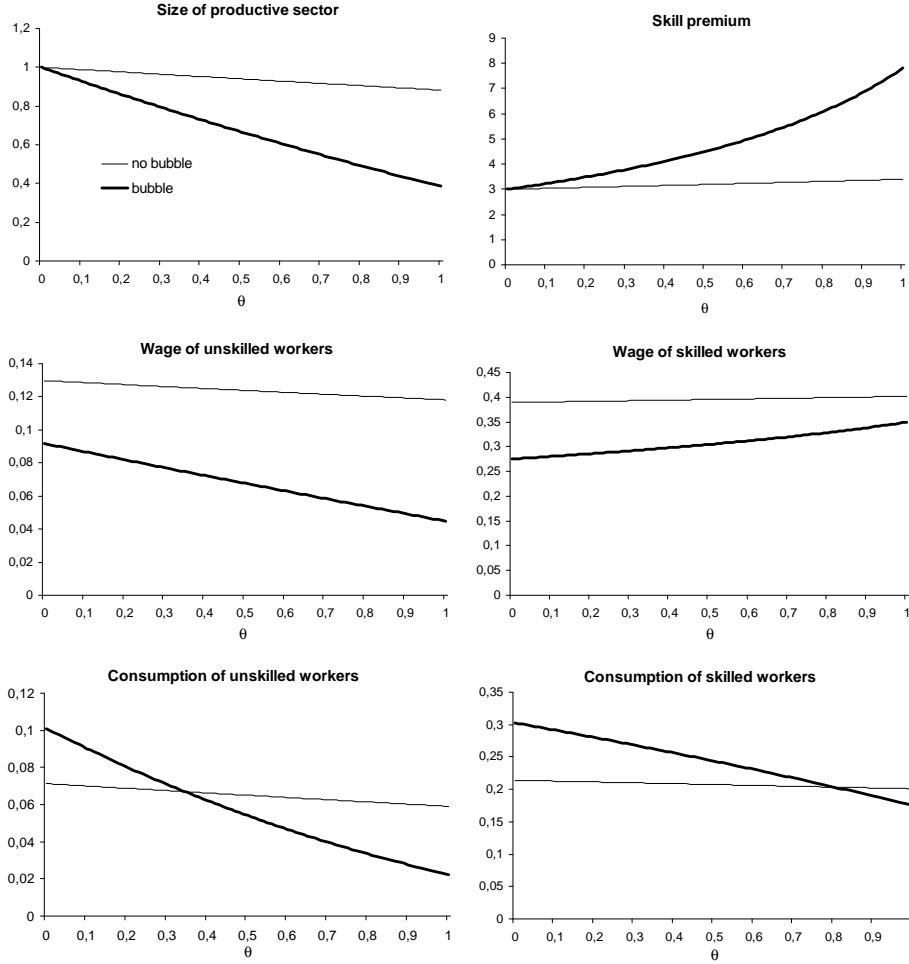 Size of productive sector
1,2
1
0,8
0,6
0,4
0,2
0
no bubble
bubble
0 0,1 0,2 0,3 0,4 0,5 0,6 0,7 0,8 0,9 1
θ
Skill premium
9
8
7
6
5
4
3
2
1
0
0 0,1 0,2 0,3 0,4 0,5 0,6 0,7 0,8 0,9 1
θ
Wage of unskilled workers
0,14
0,12
0,1
0,08
0,06
0,04
0,02
0
0 0,1 0,2 0,3 0,4 0,5 0,6 0,7 0,8 0,9 1
θ
Wage of skilled workers
0,45
0,4
0,35
0,3
0,25
0,2
0,15
0,1
0,05
0
0 0,1 0,2 0,3 0,4 0,5 0,6 0,7 0,8 0,9 1
θ
Consumption of unskilled workers
0,12
0,1
0,08
0,06
0,04
0,02
0
0 0,1 0,2 0,3 0,4 0,5 0,6 0,7 0,8 0,9 1
θ
Consumption of skilled workers
0,35
0,3
0,25
0,2
0,15
0,1
0,05
0
0 0,1 0,2 0,3 0,4 0,5 0,6 0,7 0,8 0,9
θ